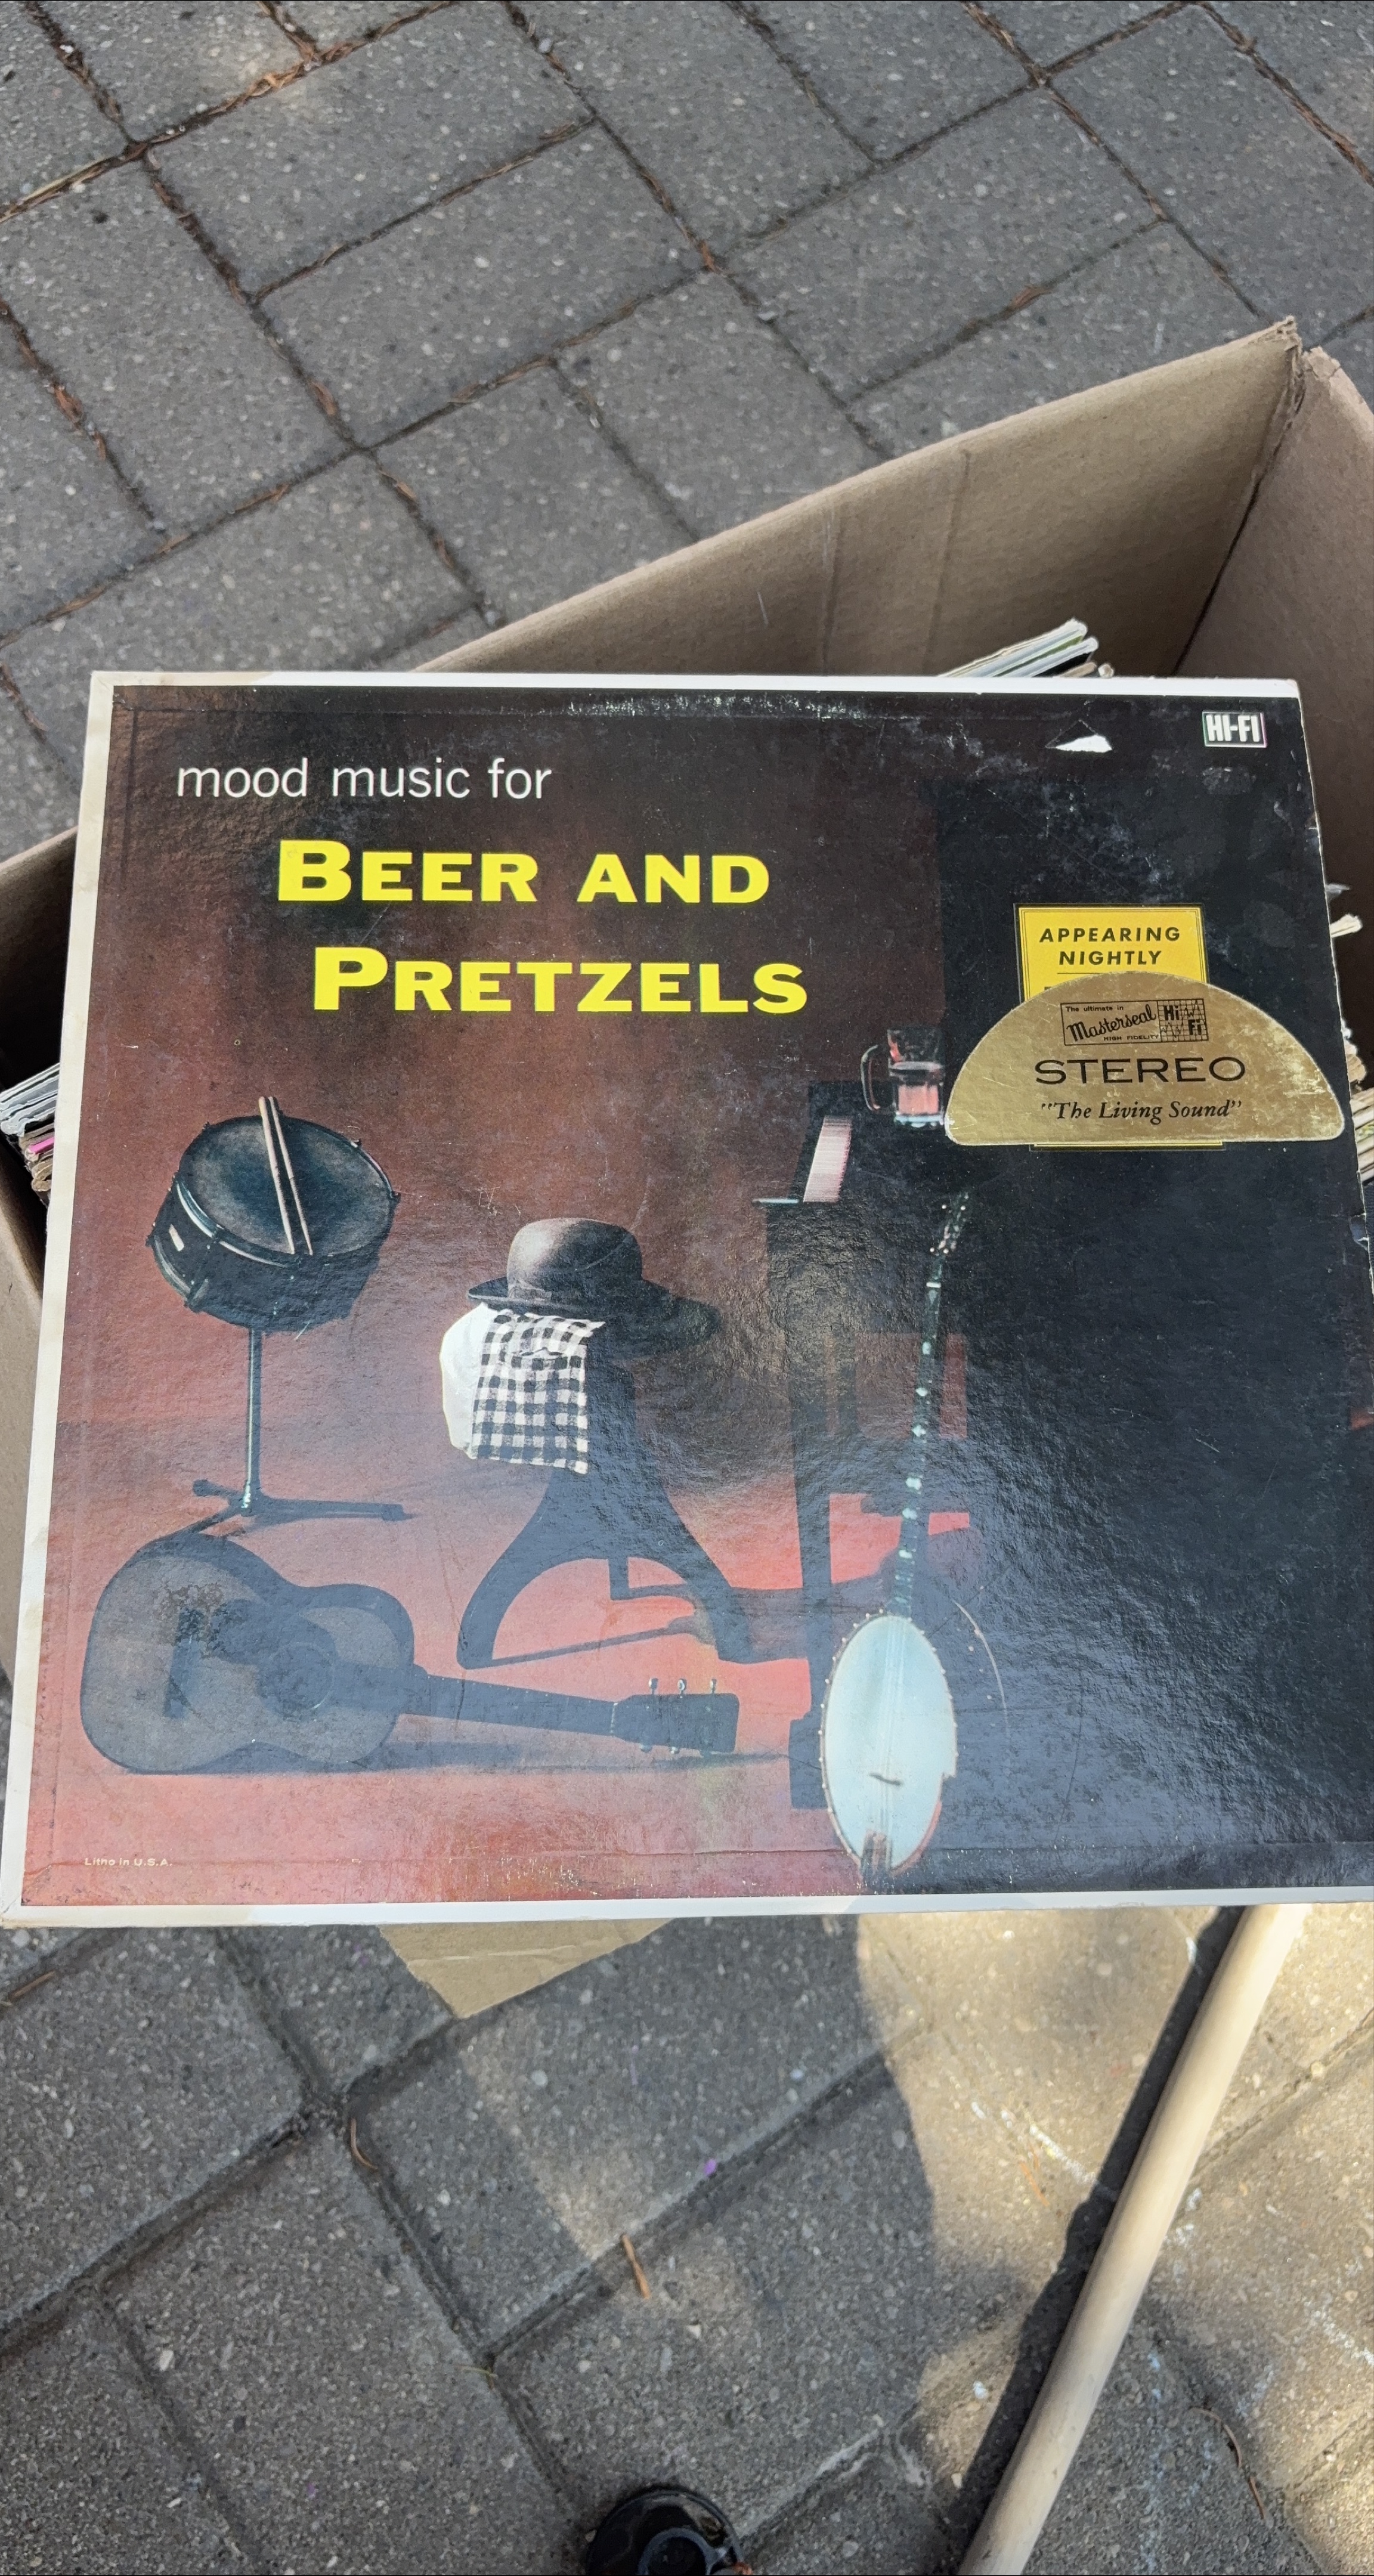 HI-FI
mood music for
BEER AND
PRETZELS
APPEARING
NIGHTLY
The ultimate in
Masterseal
HIGH FIDELITY
Hi
Fi
STEREO
"The Living Sound"
Litho in U.S.A.